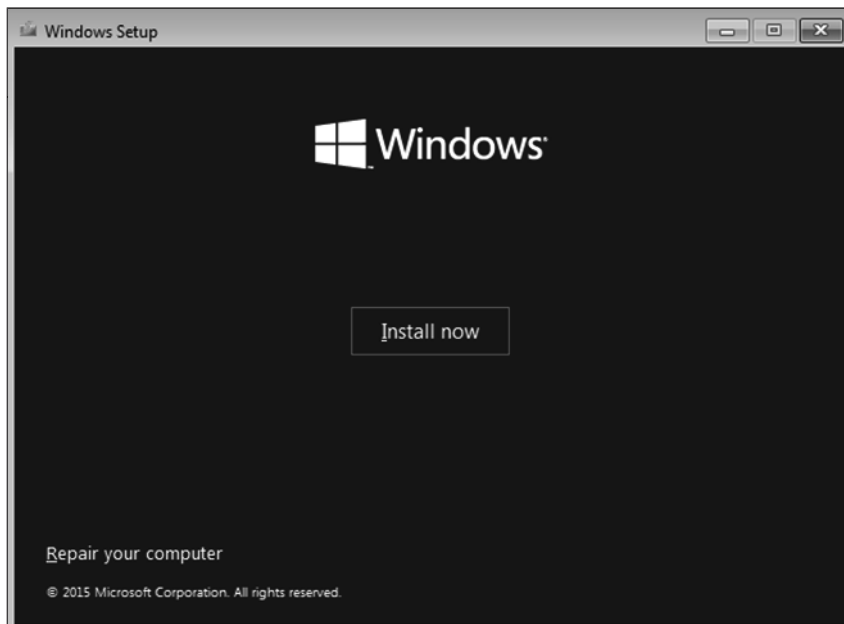 Windows Setup
Windows
Install now
Repair your computer
© 2015 Microsoft Corporation. All rights reserved.